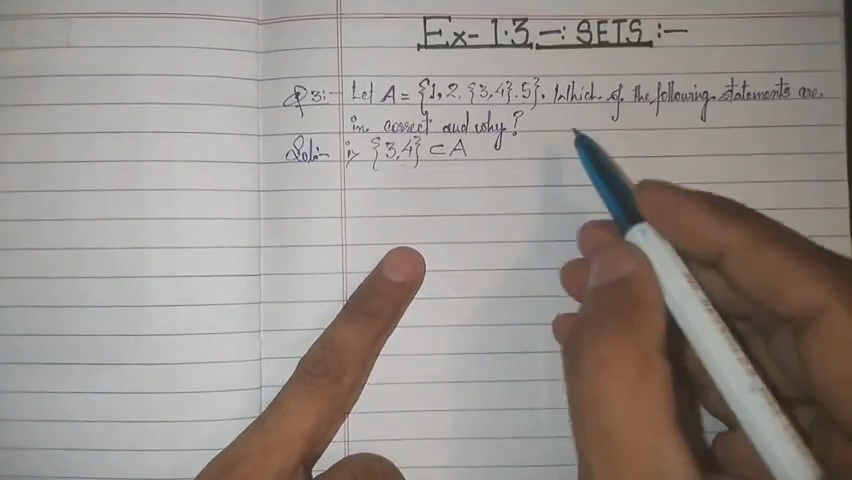 Ex-1.3 -: SETS :-
Q3:- Let A = {1, 2, {3,4}, 5}. Which of the following statements are
in correct and why?
Sol:- i) {3,4} ⊂ A